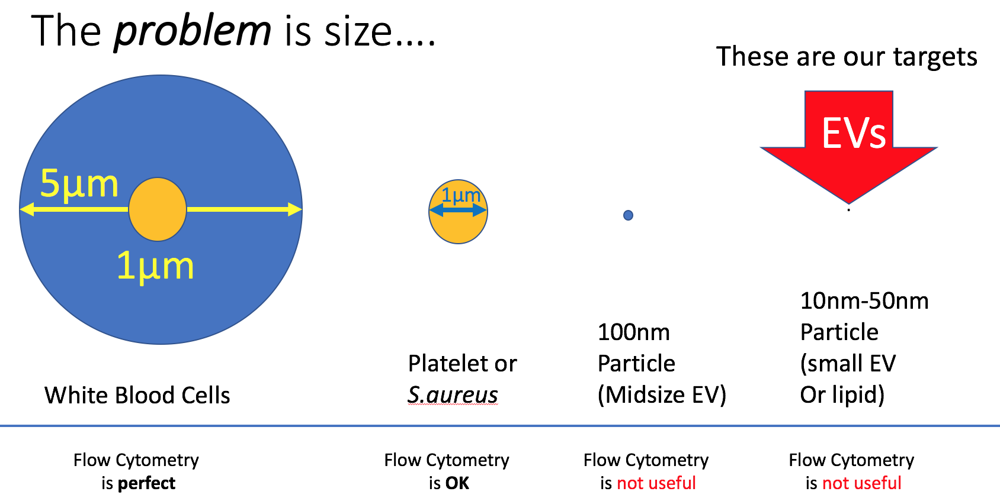 The problem is size....
These are our targets
EVs
5µm
1µm
1µm
White Blood Cells
Platelet or
S.aureus
100nm
Particle
(Midsize EV)
10nm-50nm
Particle
(small EV
Or lipid)
Flow Cytometry
is perfect
Flow Cytometry
is OK
Flow Cytometry
is not useful
Flow Cytometry
is not useful